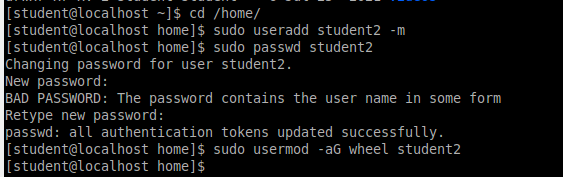 [student@localhost ~]$ cd /home/
[student@localhost home]$ sudo useradd student2 -m
[student@localhost home]$ sudo passwd student2
Changing password for user student2.
New password:
BAD PASSWORD: The password contains the user name in some form
Retype new password:
passwd: all authentication tokens updated successfully.
[student@localhost home]$ sudo usermod -aG wheel student2
[student@localhost home]$